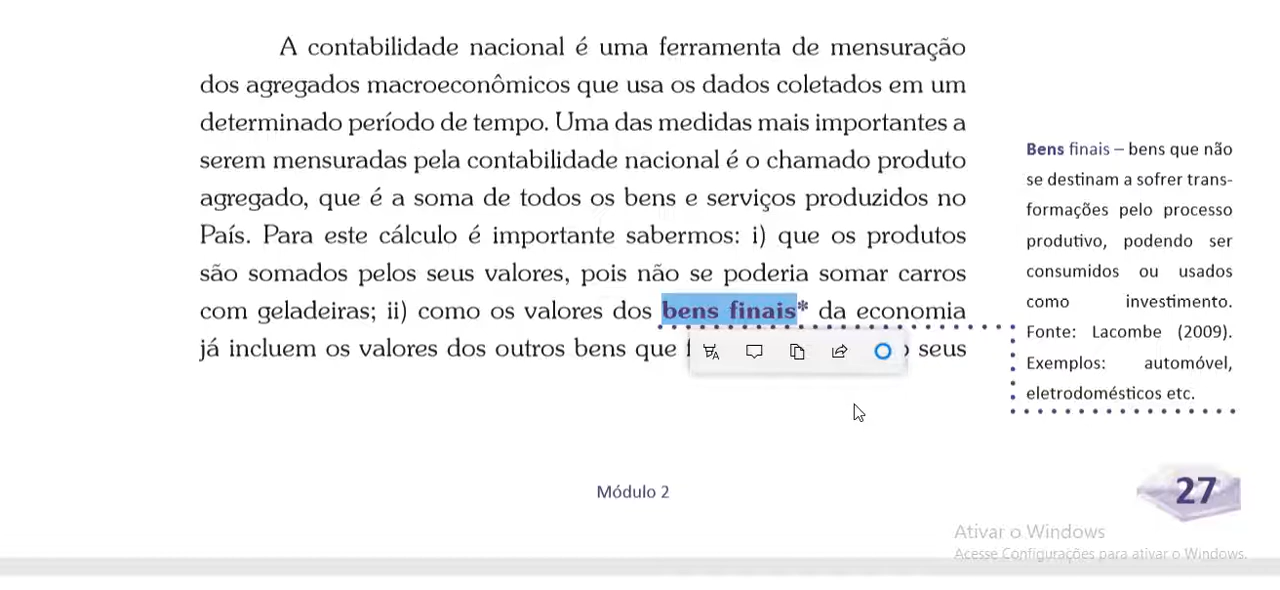 A contabilidade nacional é uma ferramenta de mensuração
dos agregados macroeconômicos que usa os dados coletados em um
determinado período de tempo. Uma das medidas mais importantes a
serem mensuradas pela contabilidade nacional é o chamado produto
agregado, que é a soma de todos os bens e serviços produzidos no
País. Para este cálculo é importante sabermos: i) que os produtos
são somados pelos seus valores, pois não se poderia somar carros
com geladeiras; ii) como os valores dos bens finais* da economia
já incluem os valores dos outros bens que seus
Bens finais – bens que não
se destinam a sofrer trans-
formações pelo processo
produtivo, podendo ser
consumidos ou usados
como investimento.
Fonte: Lacombe (2009).
Exemplos: automóvel,
eletrodomésticos etc.
Módulo 2
27
Ativar o Windows
Acesse Configurações para ativar o Windows.